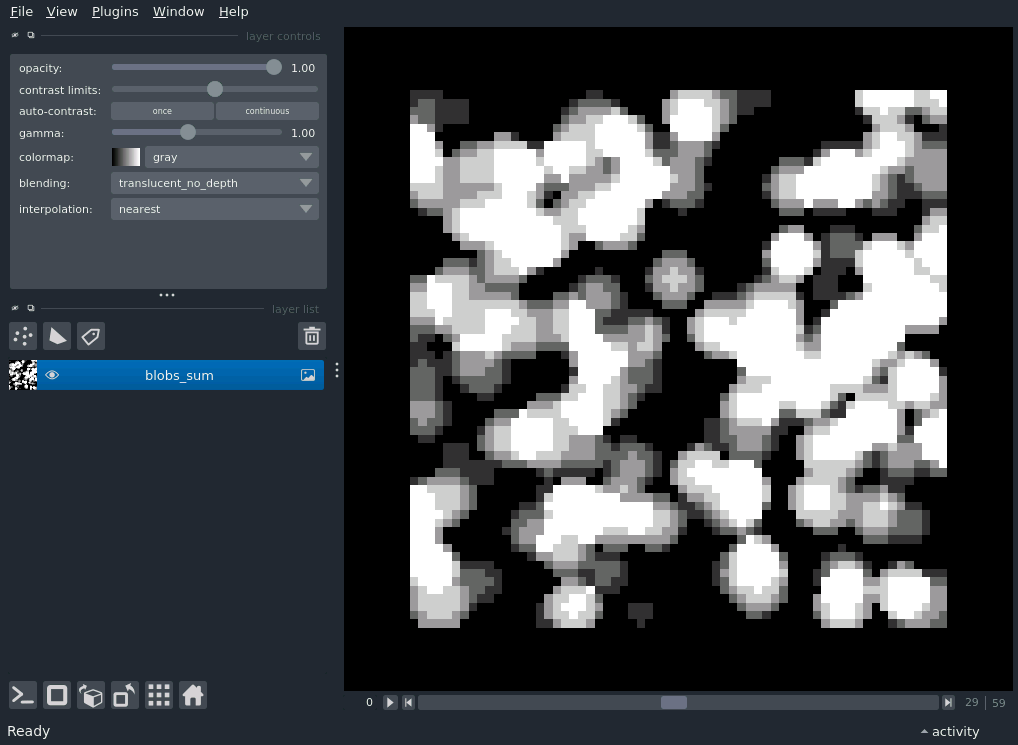 File View Plugins Window Help
layer controls
opacity: 1.00
contrast limits:
auto-contrast: once continuous
gamma: 1.00
colormap: gray
blending: translucent_no_depth
interpolation: nearest
layer list
blobs_sum
0 29 | 59
Ready activity